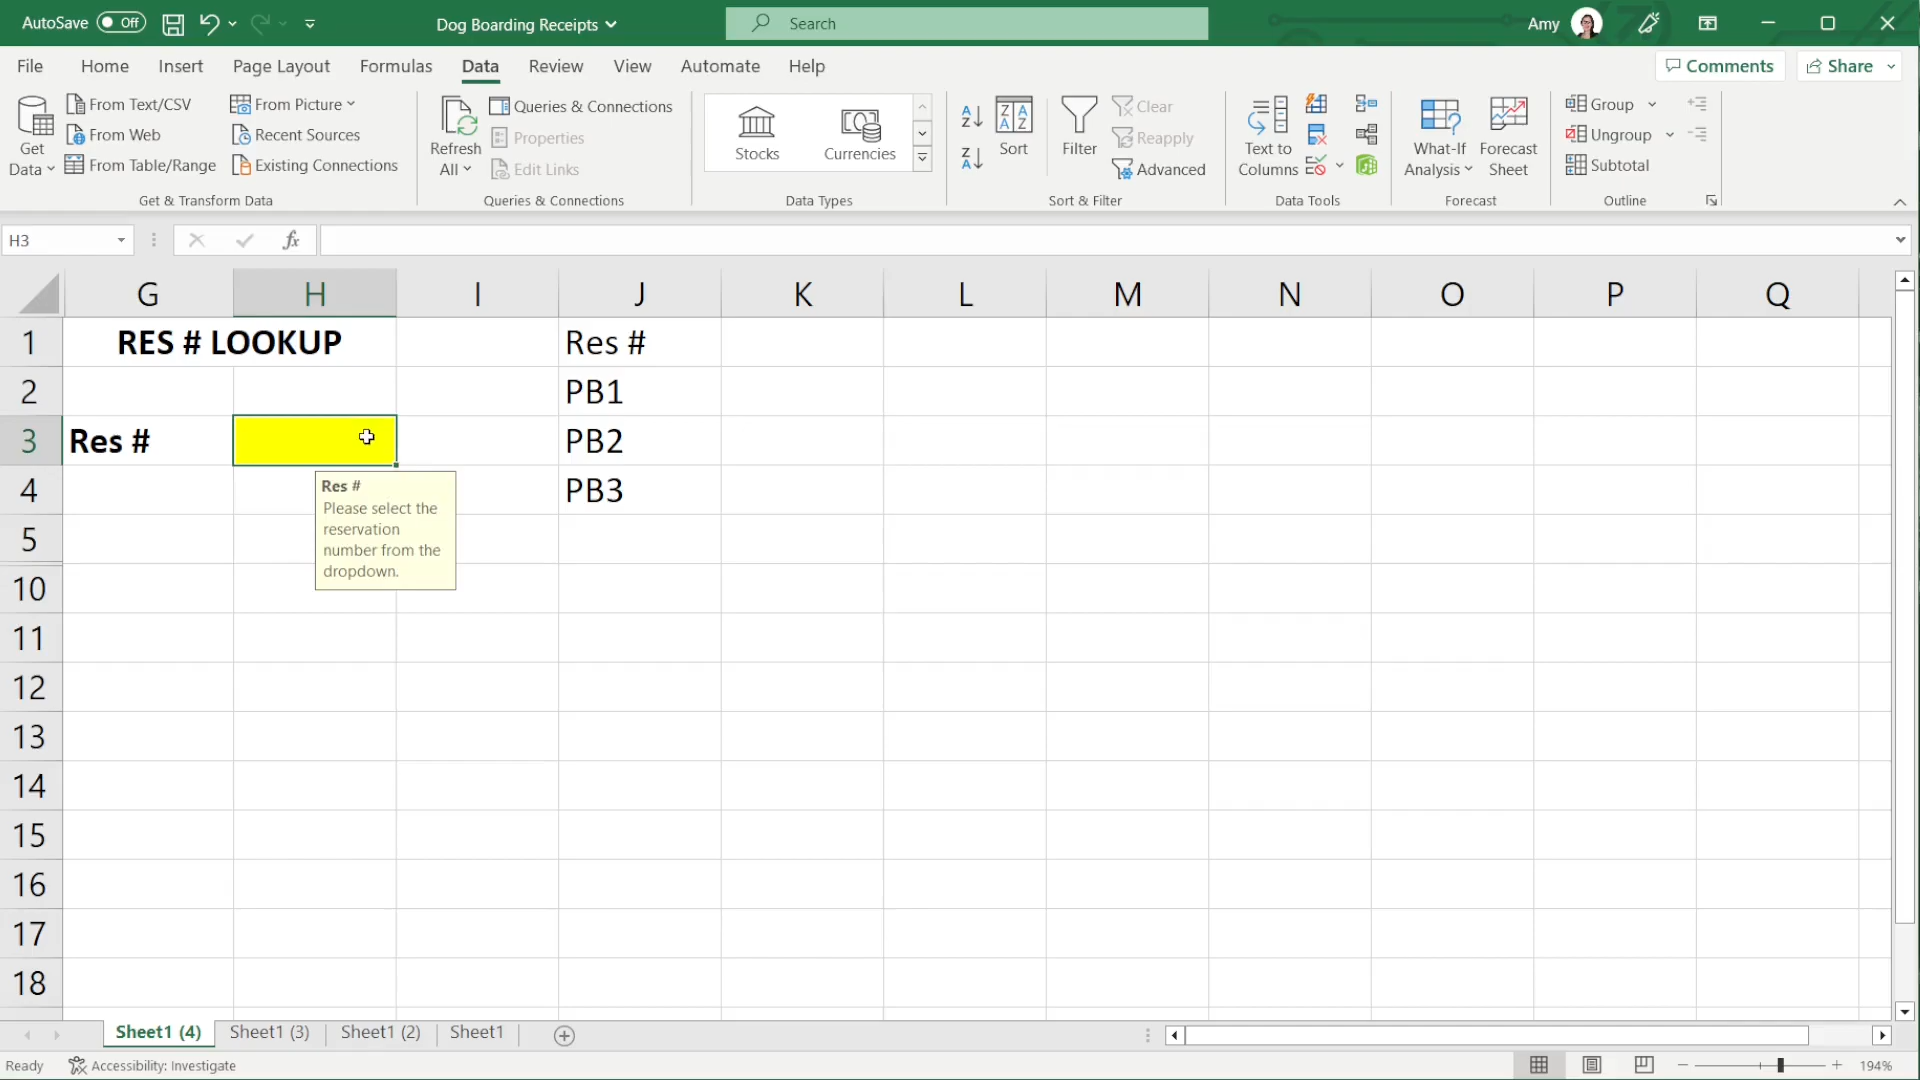 AutoSave Off
Dog Boarding Receipts
Search
Amy
File Home Insert Page Layout Formulas Data Review View Automate Help
Comments
Share
Get Data
From Text/CSV
From Web
From Table/Range
From Picture
Recent Sources
Existing Connections
Get & Transform Data
Refresh All
Queries & Connections
Properties
Edit Links
Queries & Connections
Stocks
Currencies
Data Types
Sort
Filter
Clear
Reapply
Advanced
Sort & Filter
Text to Columns
Data Tools
What-If Analysis
Forecast Sheet
Forecast
Group
Ungroup
Subtotal
Outline
H3
fx
G H I J K L M N O P Q
1 RES # LOOKUP Res #
2 PB1
3 Res # PB2
4 PB3
5
10
11
12
13
14
15
16
17
18
Res #
Please select the
reservation
number from the
dropdown.
Sheet1 (4) Sheet1 (3) Sheet1 (2) Sheet1
Ready
Accessibility: Investigate
194%